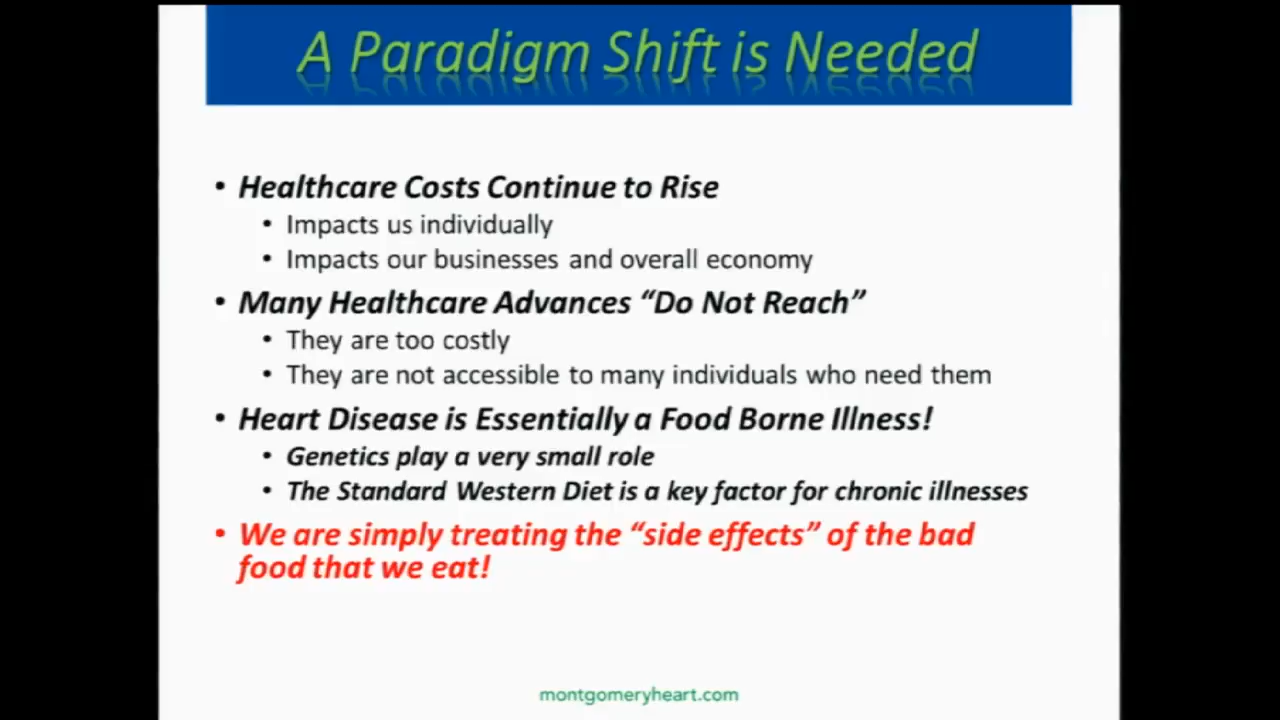 A Paradigm Shift is Needed
• Healthcare Costs Continue to Rise
• Impacts us individually
• Impacts our businesses and overall economy
• Many Healthcare Advances “Do Not Reach”
• They are too costly
• They are not accessible to many individuals who need them
• Heart Disease is Essentially a Food Borne Illness!
• Genetics play a very small role
• The Standard Western Diet is a key factor for chronic illnesses
• We are simply treating the “side effects” of the bad
food that we eat!
montgomeryheart.com